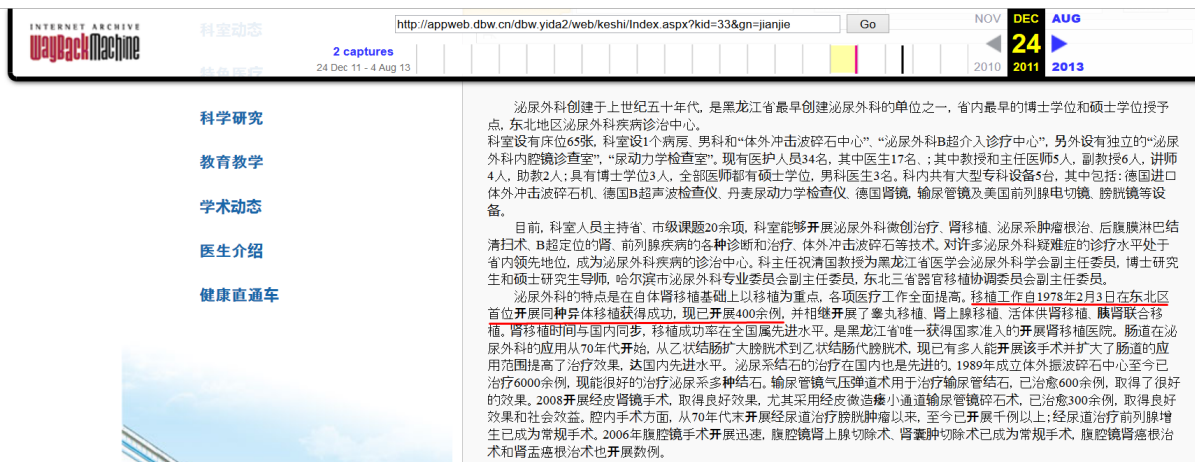 INTERNET ARCHIVE
WayBackMachine
科室动态
http://appweb.dbw.cn/dbw.yida2/web/keshi/Index.aspx?kid=33&gn=jianjie
Go
2 captures
24 Dec 11 - 4 Aug 13
NOV DEC AUG
24
2010 2011 2013
特色医疗
科学研究
教育教学
学术动态
医生介绍
健康直通车
泌尿外科创建于上世纪五十年代, 是黑龙江省最早创建泌尿外科的单位之一, 省内最早的博士学位和硕士学位授予
点, 东北地区泌尿外科疾病诊治中心。
科室设有床位65张, 科室设1个病房、男科和“体外冲击波碎石中心”、“泌尿外科B超介入诊疗中心”, 另外设有独立的“泌尿
外科内腔镜诊查室”, “尿动力学检查室”。现有医护人员34名, 其中医生17名、;其中教授和主任医师5人, 副教授6人, 讲师
4人, 助教2人; 具有博士学位3人, 全部医师都有硕士学位, 男科医生3名。科内共有大型专科设备5台, 其中包括: 德国进口
体外冲击波碎石机、德国B超声波检查仪、丹麦尿动力学检查仪、德国肾镜, 输尿管镜及美国前列腺电切镜、膀胱镜等设
备。
目前, 科室人员主持省、市级课题20余项, 科室能够开展泌尿外科微创治疗、肾移植、泌尿系肿瘤根治、后腹膜淋巴结
清扫术、B超定位的肾、前列腺疾病的各种诊断和治疗、体外冲击波碎石等技术, 对许多泌尿外科疑难症的诊疗水平处于
省内领先地位, 成为泌尿外科疾病的诊治中心。科主任祝清国教授为黑龙江省医学会泌尿外科学会副主任委员, 博士研究
生和硕士研究生导师, 哈尔滨市泌尿外科专业委员会副主任委员, 东北三省器官移植协调委员会副主任委员。
泌尿外科的特点是在自体肾移植基础上以移植为重点, 各项医疗工作全面提高。移植工作自1978年2月3日在东北区
首位开展同种异体移植获得成功, 现已开展400余例, 并相继开展了睾丸移植、肾上腺移植、活体供肾移植、胰肾联合移
植。肾移植时间与国内同步, 移植成功率在全国属先进水平。是黑龙江省唯一获得国家准入的开展肾移植医院。肠道在泌
尿外科的应用从70年代开始, 从乙状结肠扩大膀胱术到乙状结肠代膀胱术, 现已有多人能开展该手术并扩大了肠道的应
用范围提高了治疗效果, 达国内先进水平。泌尿系结石的治疗在国内也是先进的。1989年成立体外振波碎石中心至今已
治疗6000余例, 现能很好的治疗泌尿系多种结石。输尿管镜气压弹道术用于治疗输尿管结石, 已治愈600余例, 取得了很好
的效果。2008开展经皮肾镜手术, 取得良好效果, 尤其采用经皮微造瘘小通道输尿管镜碎石术, 已治愈300余例, 取得良好
效果和社会效益。腔内手术方面, 从70年代末开展经尿道治疗膀胱肿瘤以来, 至今已开展千例以上; 经尿道治疗前列腺增
生已成为常规手术。2006年腹腔镜手术开展迅速, 腹腔镜肾上腺切除术、肾囊肿切除术已成为常规手术, 腹腔镜肾癌根治
术和肾盂癌根治术也开展数例。